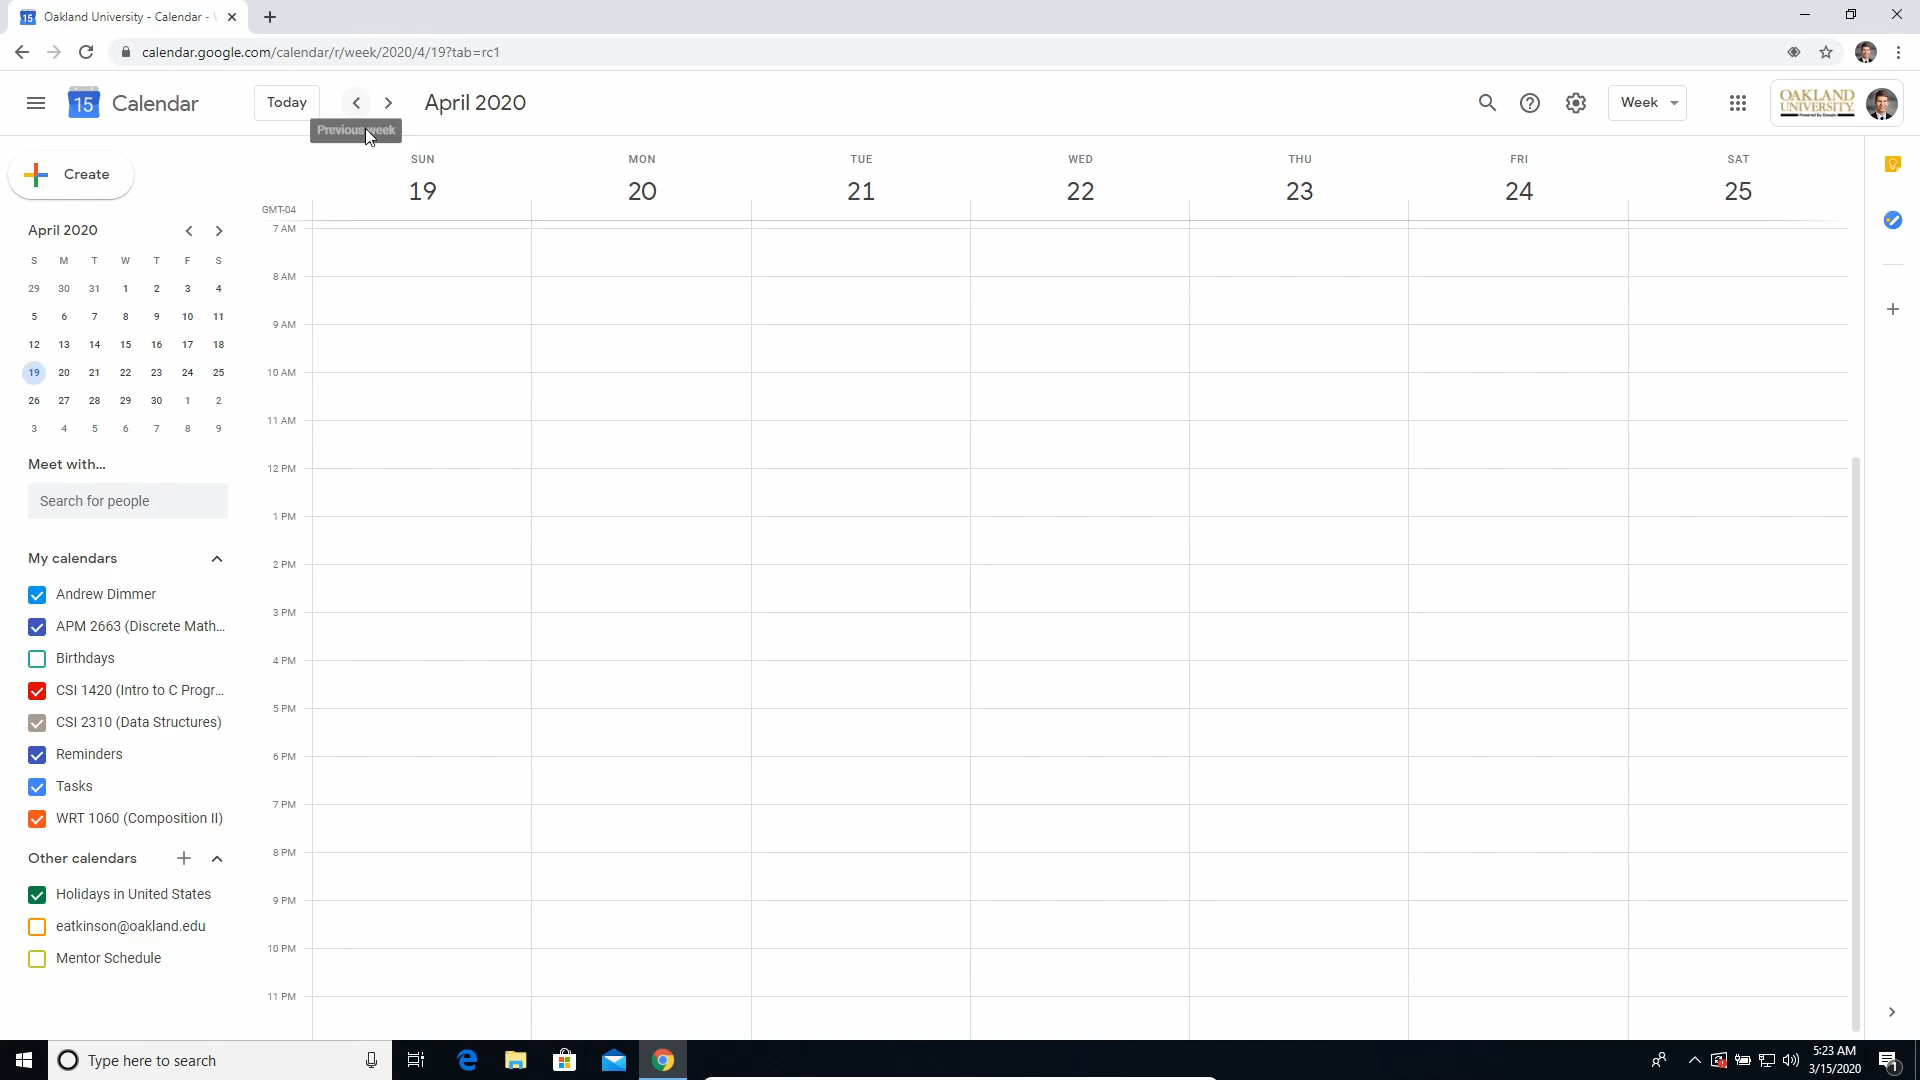 Oakland University - Calendar - W
calendar.google.com/calendar/r/week/2020/4/19?tab=rc1
15 Calendar
Today
April 2020
Week
OAKLAND
UNIVERSITY
Powered by Google
Previous week
Create
SUN MON TUE WED THU FRI SAT
19 20 21 22 23 24 25
GMT-04
April 2020
S M T W T F S
29 30 31 1 2 3 4
5 6 7 8 9 10 11
12 13 14 15 16 17 18
19 20 21 22 23 24 25
26 27 28 29 30 1 2
3 4 5 6 7 8 9
Meet with...
Search for people
My calendars
Andrew Dimmer
APM 2663 (Discrete Math...
Birthdays
CSI 1420 (Intro to C Progr...
CSI 2310 (Data Structures)
Reminders
Tasks
WRT 1060 (Composition II)
Other calendars
Holidays in United States
eatkinson@oakland.edu
Mentor Schedule
7 AM
8 AM
9 AM
10 AM
11 AM
12 PM
1 PM
2 PM
3 PM
4 PM
5 PM
6 PM
7 PM
8 PM
9 PM
10 PM
11 PM
Type here to search
5:23 AM
3/15/2020
1